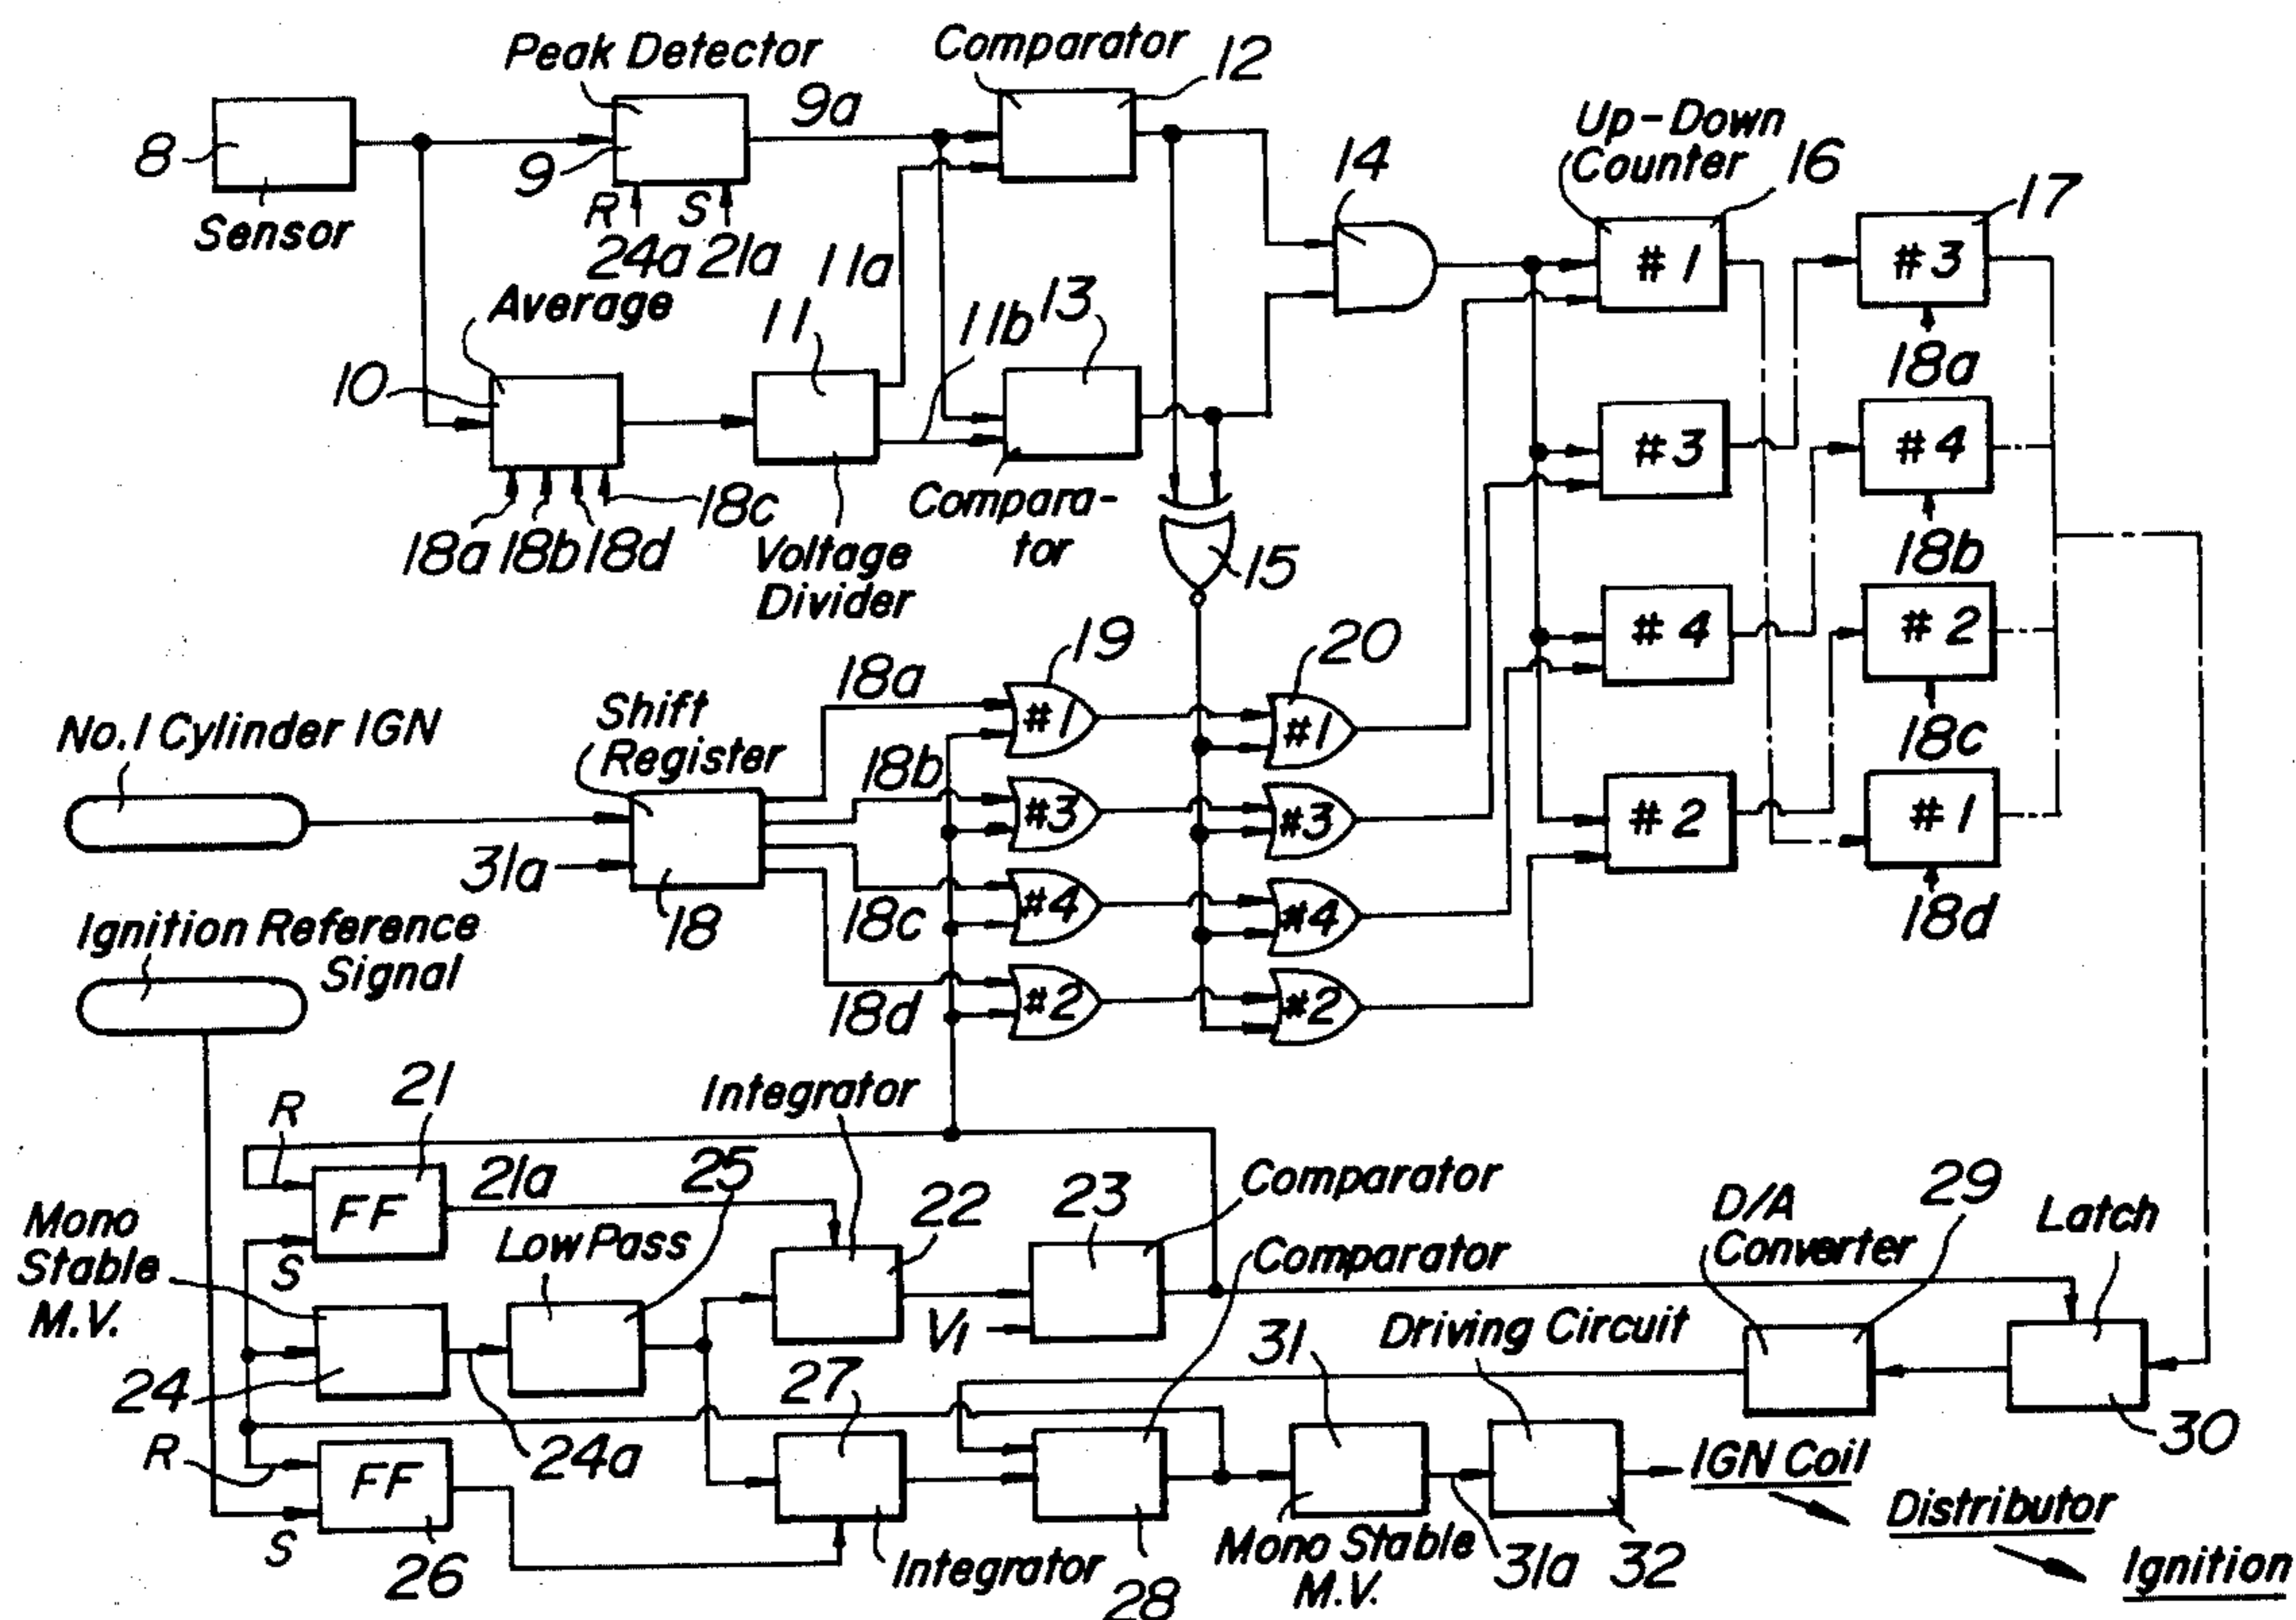 Peak Detector
Comparator
12
9a
8
9
Sensor
R
S
24a
21a
14
Up-Down
Counter
16
17
#1
#3
18a
Average
10
11
11a
11b
13
#3
#4
18b
18a
18b
18d
18c
Voltage
Divider
Compara-
tor
15
#4
#2
18c
#2
#1
18d
19
20
No.1 Cylinder IGN
Shift
Register
18a
18b
18c
18d
31a
18
#1
#3
#4
#2
#1
#3
#4
#2
Ignition Reference
Signal
R
21
21a
FF
S
Integrator
25
22
23
Comparator
Comparator
V1
Mono
Stable
M.V.
Low Pass
24
24a
27
31
Driving Circuit
D/A
Converter
29
Latch
30
R
FF
S
26
Integrator
28
Mono Stable
M.V.
31a
32
IGN Coil
Distributor
Ignition